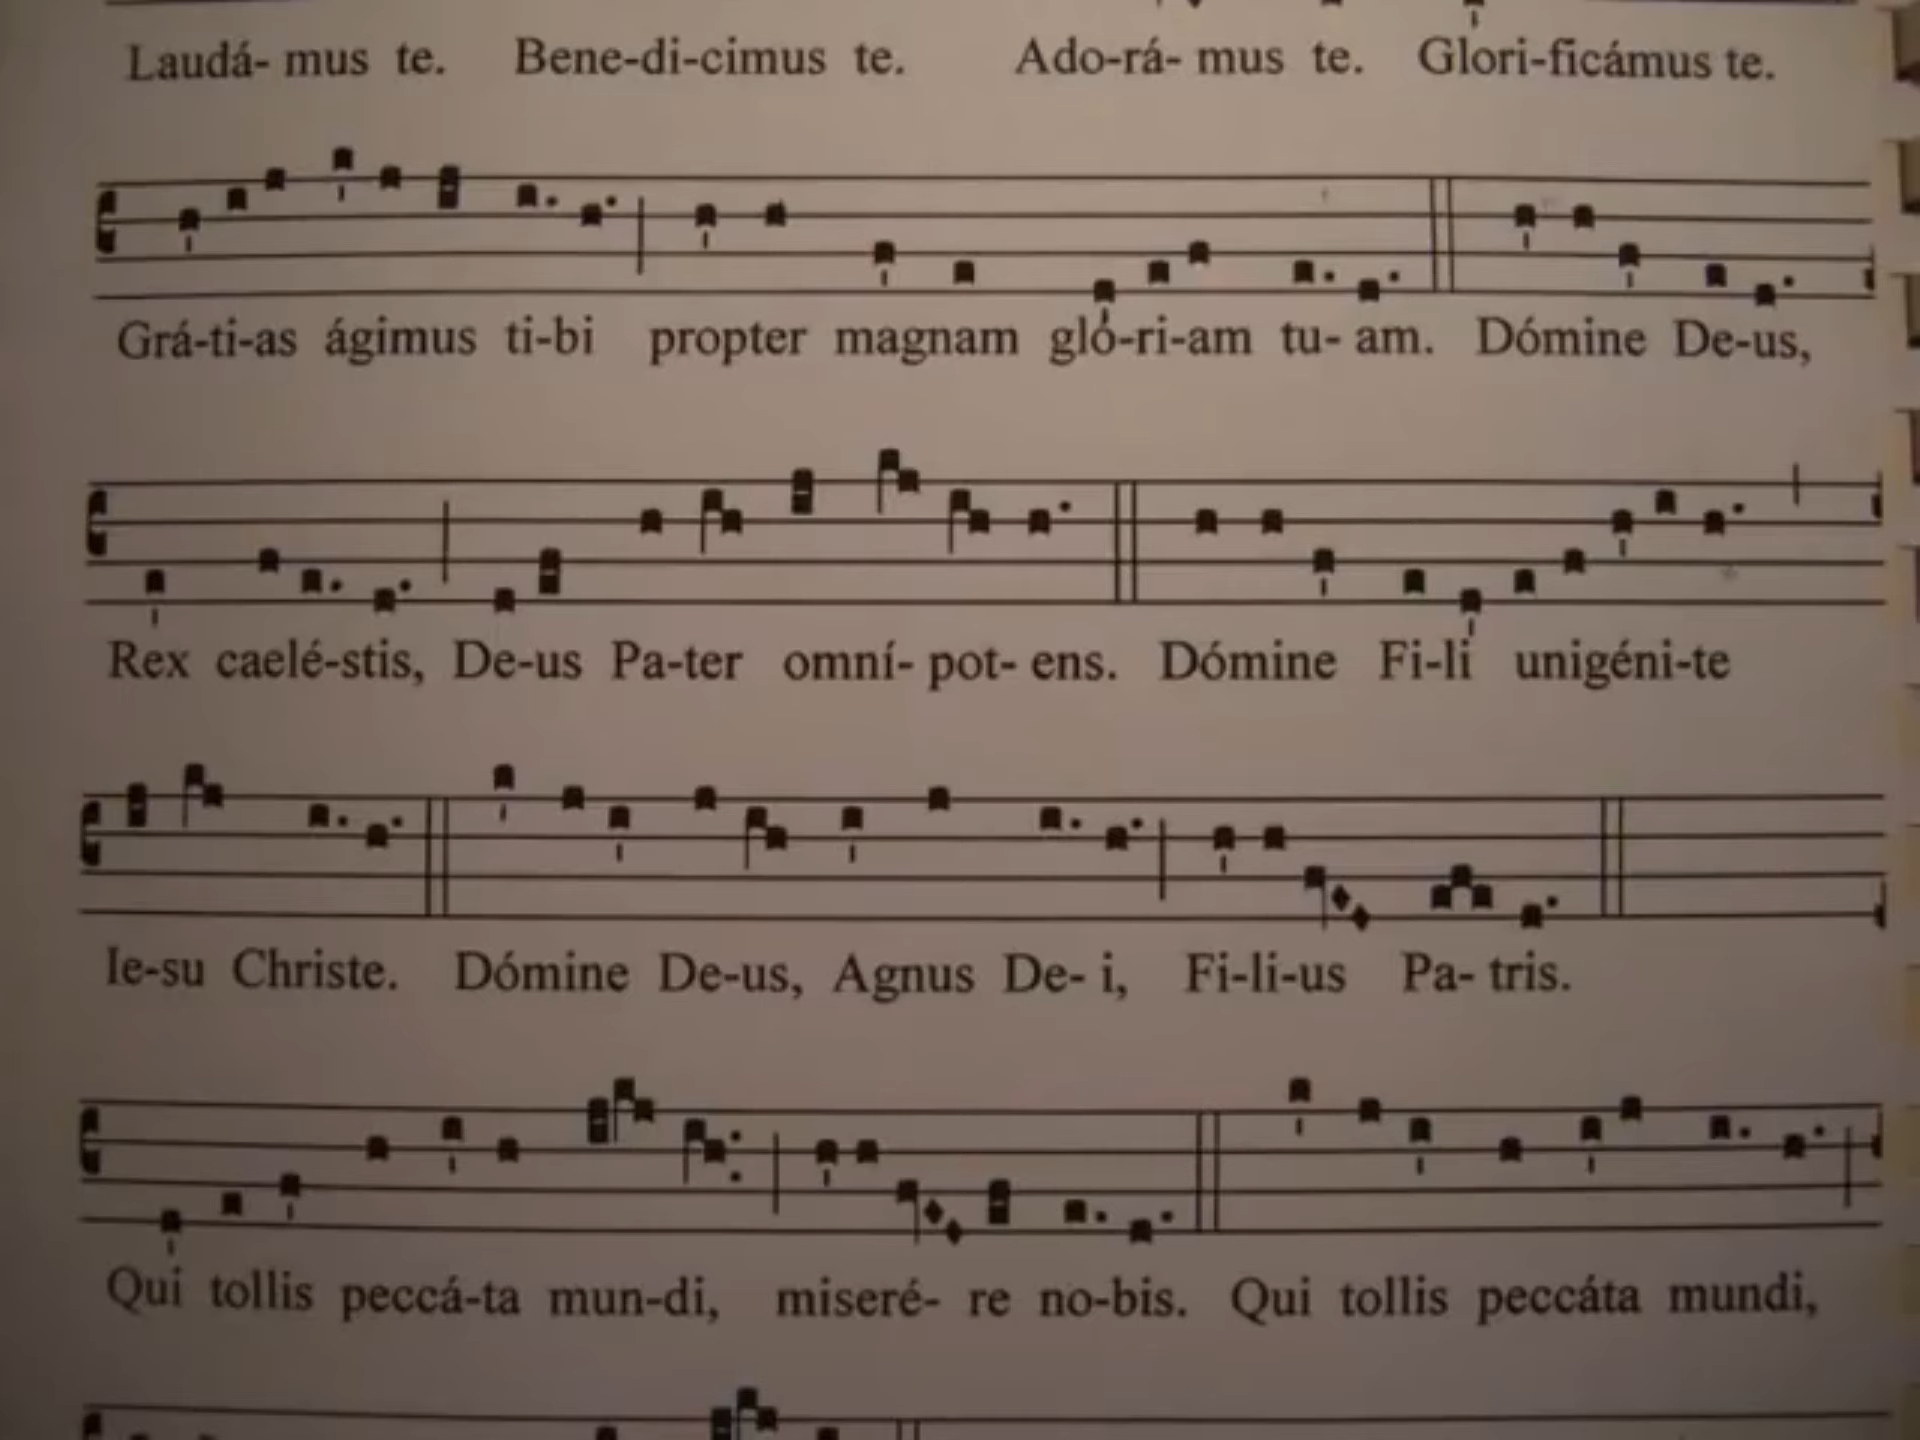 Laudá- mus te. Bene-di-cimus te. Ado-rá- mus te. Glori-ficámus te.
Grá-ti-as ágimus ti-bi propter magnam gló-ri-am tu- am. Dómine De-us,
Rex caelé-stis, De-us Pa-ter omní- pot- ens. Dómine Fi-li unigéni-te
Ie-su Christe. Dómine De-us, Agnus De- i, Fi-li-us Pa- tris.
Qui tollis peccá-ta mun-di, miseré- re no-bis. Qui tollis peccáta mundi,